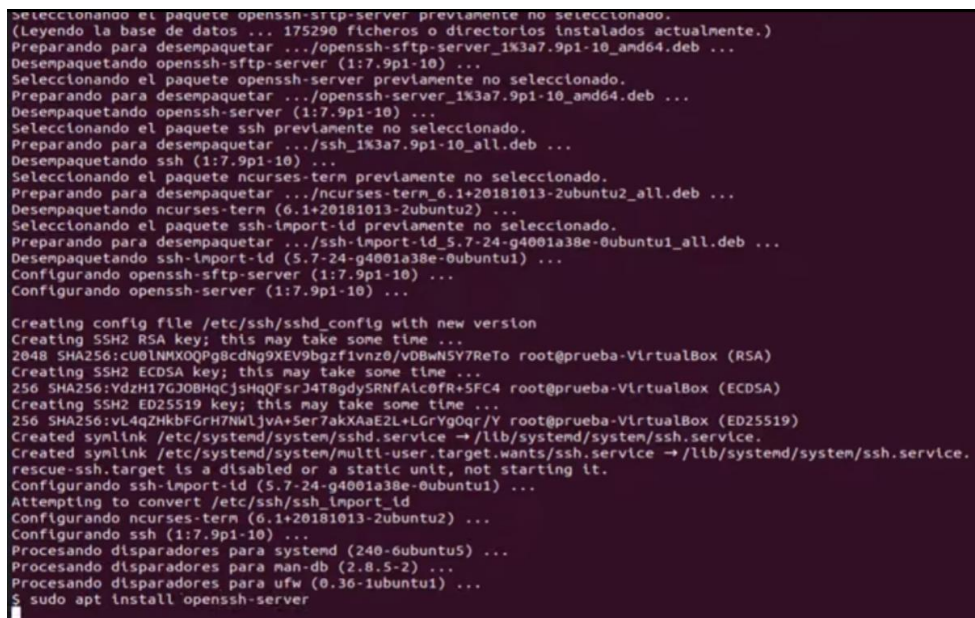 Seleccionando el paquete openssh-sftp-server previamente no seleccionado.
(Leyendo la base de datos ... 175290 ficheros o directorios instalados actualmente.)
Preparando para desempaquetar .../openssh-sftp-server_1%3a7.9p1-10_amd64.deb ...
Desempaquetando openssh-sftp-server (1:7.9p1-10) ...
Seleccionando el paquete openssh-server previamente no seleccionado.
Preparando para desempaquetar .../openssh-server_1%3a7.9p1-10_amd64.deb ...
Desempaquetando openssh-server (1:7.9p1-10) ...
Seleccionando el paquete ssh previamente no seleccionado.
Preparando para desempaquetar .../ssh_1%3a7.9p1-10_all.deb ...
Desempaquetando ssh (1:7.9p1-10) ...
Seleccionando el paquete ncurses-term previamente no seleccionado.
Preparando para desempaquetar .../ncurses-term_6.1+20181013-2ubuntu2_all.deb ...
Desempaquetando ncurses-term (6.1+20181013-2ubuntu2) ...
Seleccionando el paquete ssh-import-id previamente no seleccionado.
Preparando para desempaquetar .../ssh-import-id_5.7-24-g4001a38e-0ubuntu1_all.deb ...
Desempaquetando ssh-import-id (5.7-24-g4001a38e-0ubuntu1) ...
Configurando openssh-sftp-server (1:7.9p1-10) ...
Configurando openssh-server (1:7.9p1-10) ...
Creating config file /etc/ssh/sshd_config with new version
Creating SSH2 RSA key; this may take some time ...
2048 SHA256:cU0lNMXOQPg8cdNg9XEV9bgzf1vnz0/vDBwN5Y7ReTo root@prueba-VirtualBox (RSA)
Creating SSH2 ECDSA key; this may take some time ...
256 SHA256:YdzH17GJOBHqCjsHqQFsrJ4T8gdySRNfAic0fR+5FC4 root@prueba-VirtualBox (ECDSA)
Creating SSH2 ED25519 key; this may take some time ...
256 SHA256:vL4qZHkbFGrH7NWljvA+Ser7akXAaE2L+LGrYgOqr/Y root@prueba-VirtualBox (ED25519)
Created symlink /etc/systemd/system/sshd.service → /lib/systemd/system/ssh.service.
Created symlink /etc/systemd/system/multi-user.target.wants/ssh.service → /lib/systemd/system/ssh.service.
rescue-ssh.target is a disabled or a static unit, not starting it.
Configurando ssh-import-id (5.7-24-g4001a38e-0ubuntu1) ...
Attempting to convert /etc/ssh/ssh_import_id
Configurando ncurses-term (6.1+20181013-2ubuntu2) ...
Configurando ssh (1:7.9p1-10) ...
Procesando disparadores para systemd (240-6ubuntu5) ...
Procesando disparadores para man-db (2.8.5-2) ...
Procesando disparadores para ufw (0.36-1ubuntu1) ...
$ sudo apt install openssh-server